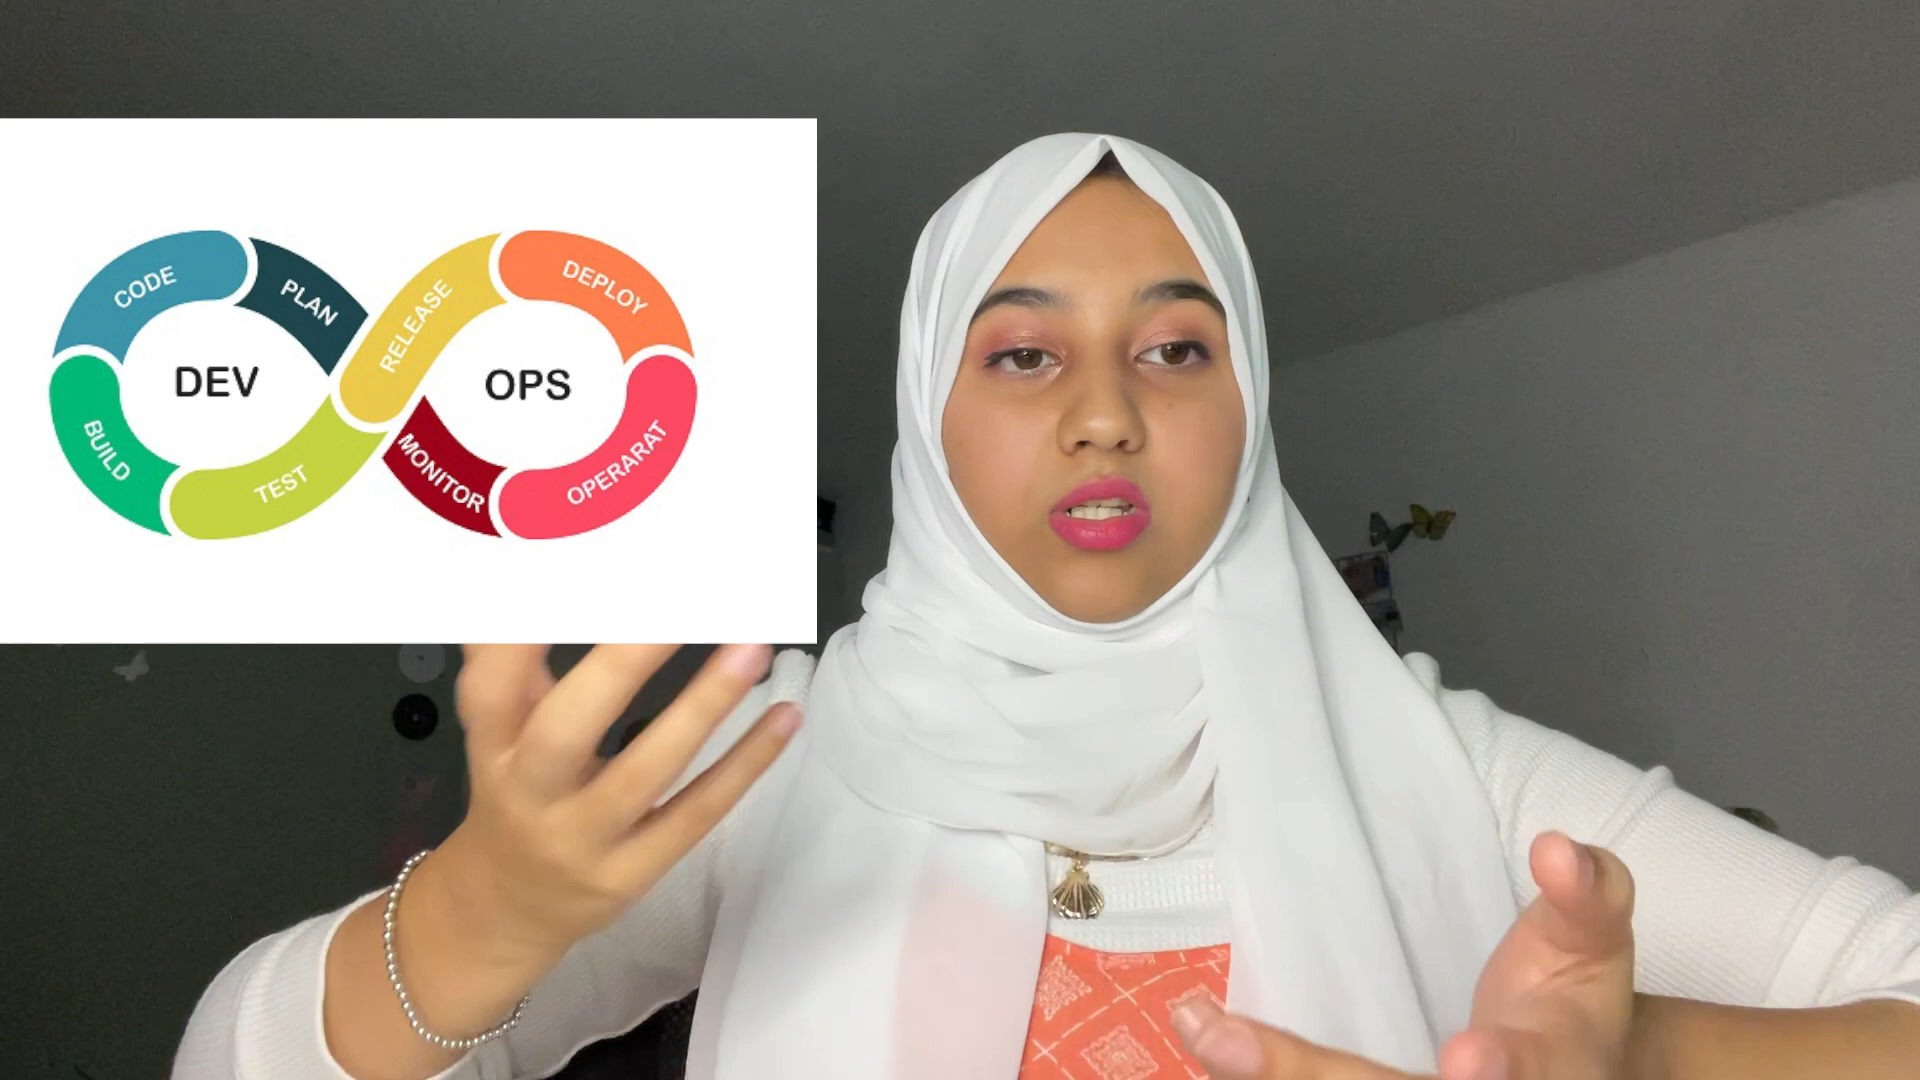 CODE
PLAN
RELEASE
DEPLOY
DEV
OPS
BUILD
TEST
MONITOR
OPERARAT